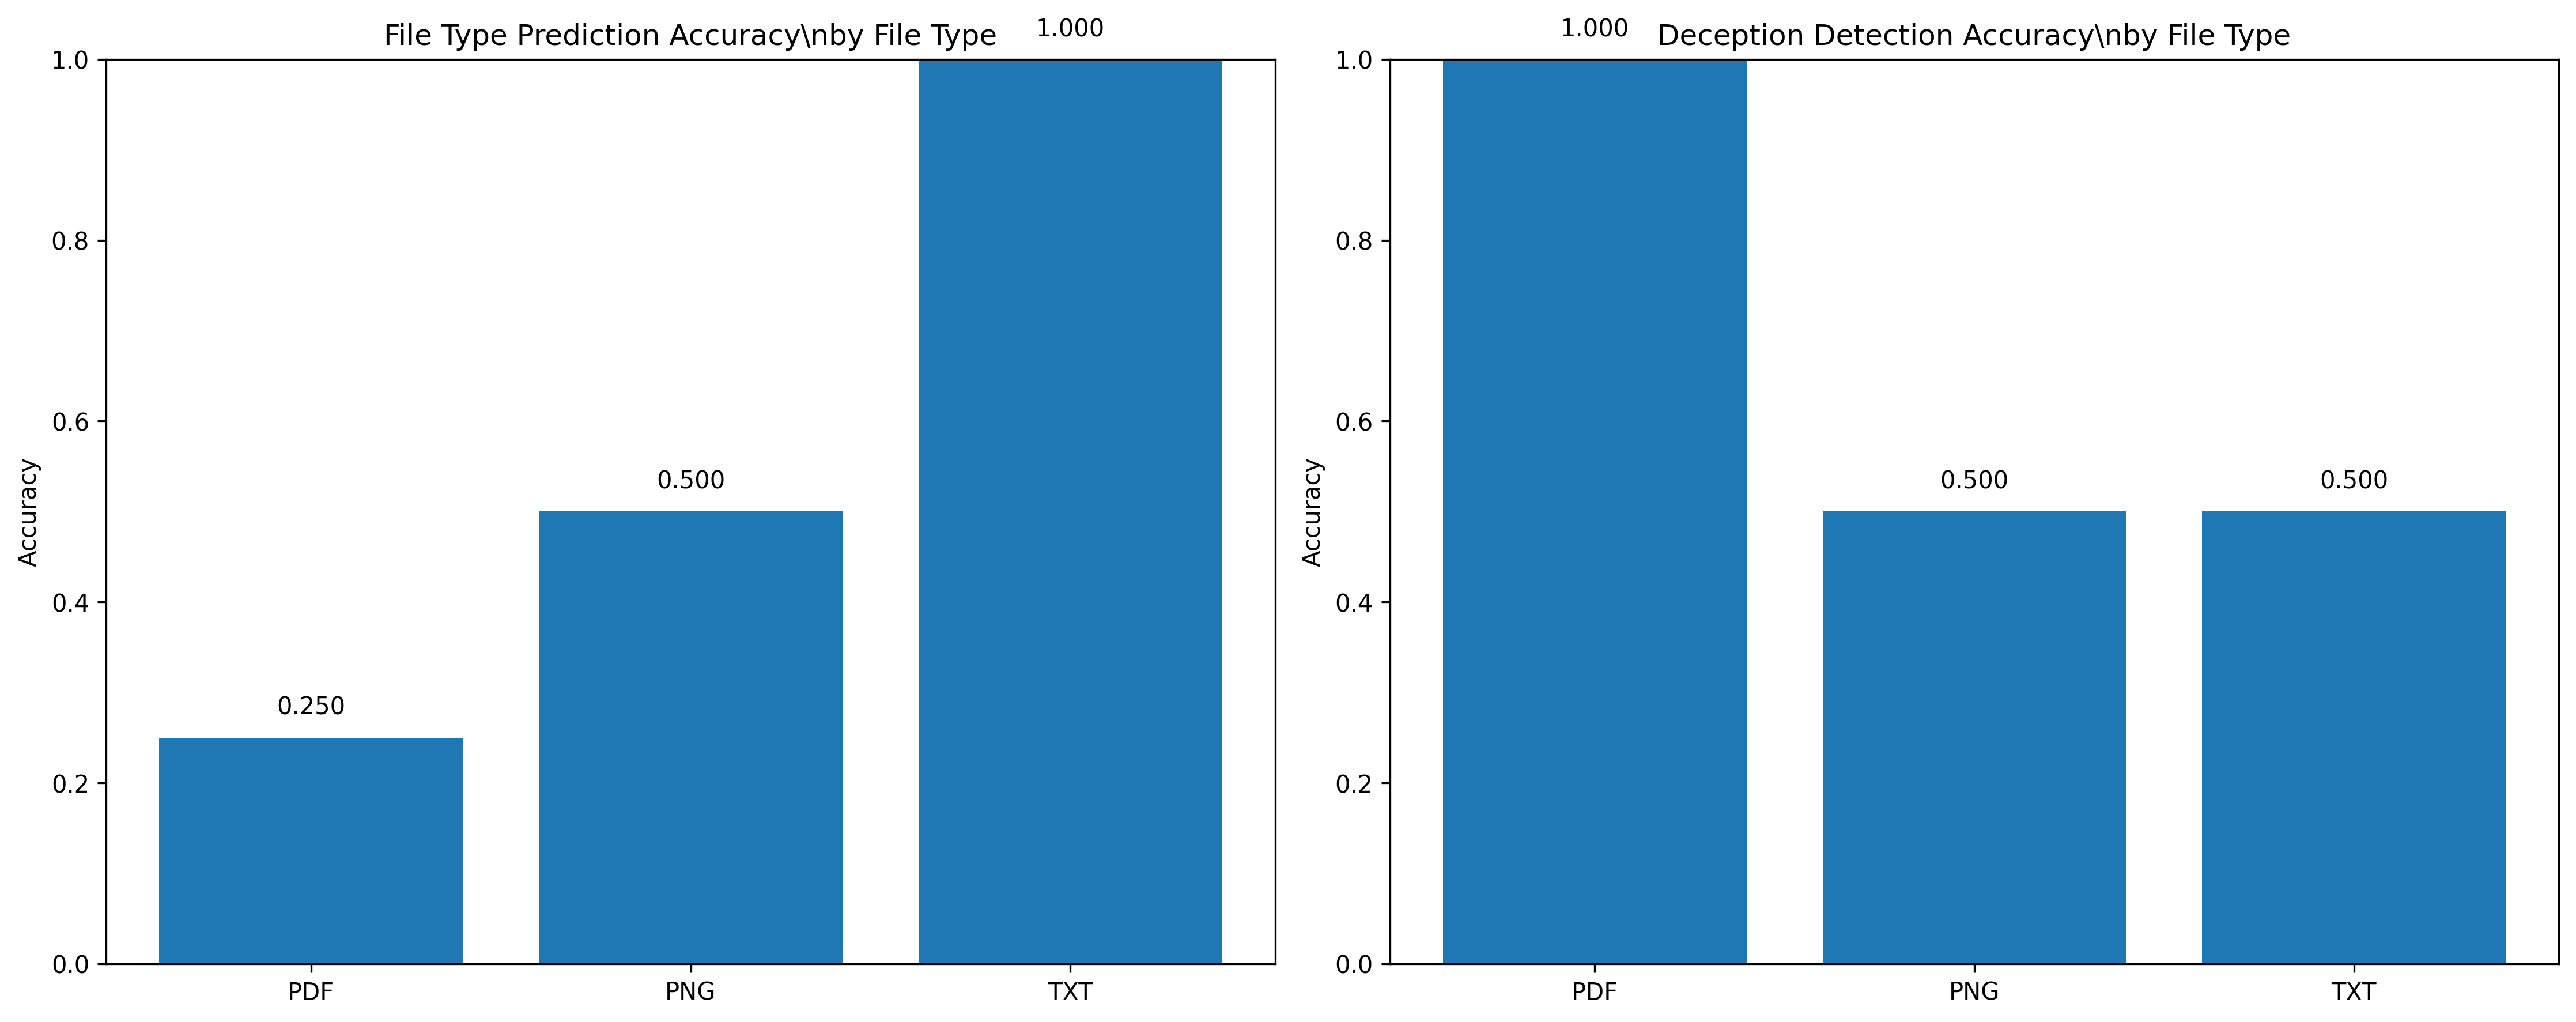 File Type Prediction Accuracy\nby File Type
1.000
1.0
0.8
0.6
0.4
0.2
0.0
Accuracy
0.250
0.500
PDF
PNG
TXT
1.000
Deception Detection Accuracy\nby File Type
1.0
0.8
0.6
0.4
0.2
0.0
Accuracy
0.500
0.500
PDF
PNG
TXT